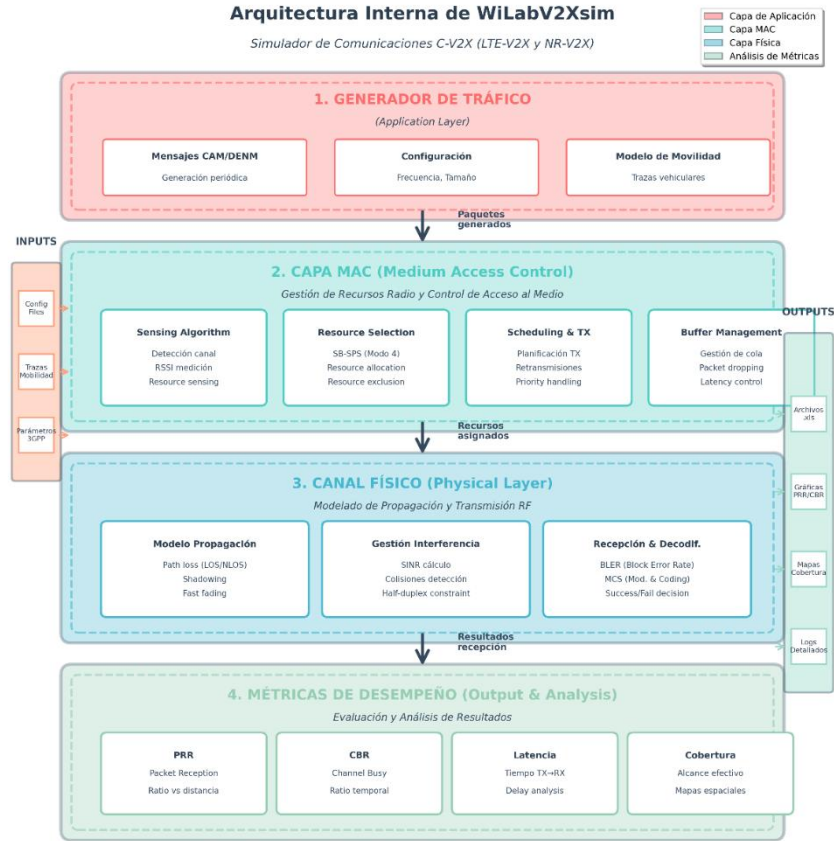 Arquitectura Interna de WiLabV2Xsim
Simulador de Comunicaciones C-V2X (LTE-V2X y NR-V2X)
Capa de Aplicación
Capa MAC
Capa Física
Análisis de Métricas
1. GENERADOR DE TRÁFICO
(Application Layer)
Mensajes CAM/DENM
Generación periódica
Configuración
Frecuencia, Tamaño
Modelo de Movilidad
Trazas vehiculares
Paquetes
generados
INPUTS
Config
Files
Trazas
Mobilidad
Parámetros
3GPP
2. CAPA MAC (Medium Access Control)
Gestión de Recursos Radio y Control de Acceso al Medio
Sensing Algorithm
Detección canal
RSSI medición
Resource sensing
Resource Selection
SB-SPS (Modo 4)
Resource allocation
Resource exclusion
Scheduling & TX
Planificación TX
Retransmisiones
Priority handling
Buffer Management
Gestión de cola
Packet dropping
Latency control
OUTPUTS
Archivos
.xls
Gráficas
PRR/CBR
Mapas
Cobertura
Logs
Detallados
Recursos
asignados
3. CANAL FÍSICO (Physical Layer)
Modelado de Propagación y Transmisión RF
Modelo Propagación
Path loss (LOS/NLOS)
Shadowing
Fast fading
Gestión Interferencia
SINR cálculo
Colisiones detección
Half-duplex constraint
Recepción & Decodif.
BLER (Block Error Rate)
MCS (Mod. & Coding)
Success/Fail decision
Resultados
recepción
4. MÉTRICAS DE DESEMPEÑO (Output & Analysis)
Evaluación y Análisis de Resultados
PRR
Packet Reception
Ratio vs distancia
CBR
Channel Busy
Ratio temporal
Latencia
Tiempo TX→RX
Delay analysis
Cobertura
Alcance efectivo
Mapas espaciales